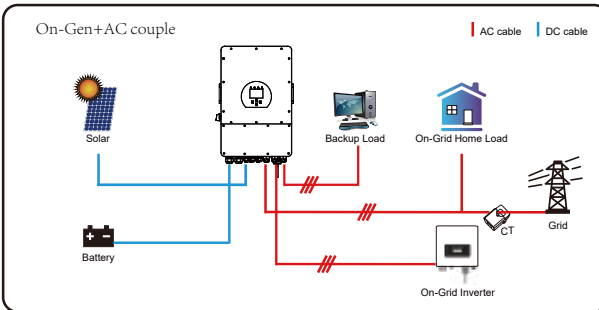 On-Gen+AC couple
AC cable
DC cable
Solar
Backup Load
On-Grid Home Load
CT
Grid
Battery
On-Grid Inverter